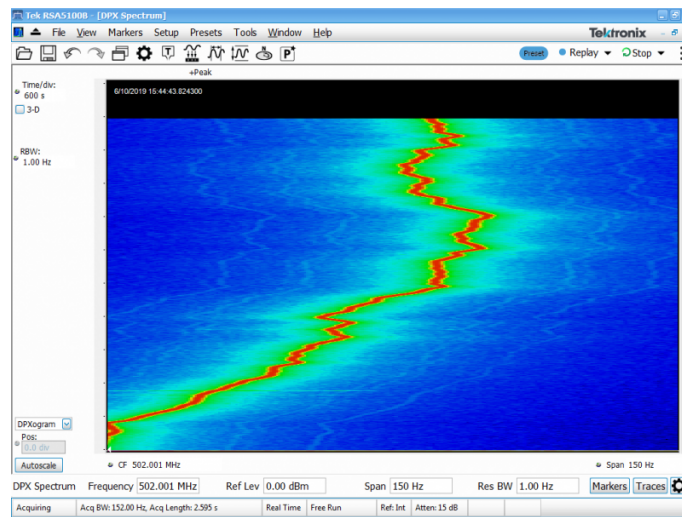 Tek RSA5100B - [DPX Spectrum]
File View Markers Setup Presets Tools Window Help
Tektronix
Preset Replay Stop
+Peak
Time/div:
600 s
3-D
6/10/2019 15:44:43.824300
RBW:
1.00 Hz
DPXogram
Pos:
0.0 div
Autoscale
CF 502.001 MHz
Span 150 Hz
DPX Spectrum Frequency 502.001 MHz Ref Lev 0.00 dBm Span 150 Hz Res BW 1.00 Hz Markers Traces
Acquiring Acq BW: 152.00 Hz, Acq Length: 2.595 s Real Time Free Run Ref: Int Atten: 15 dB